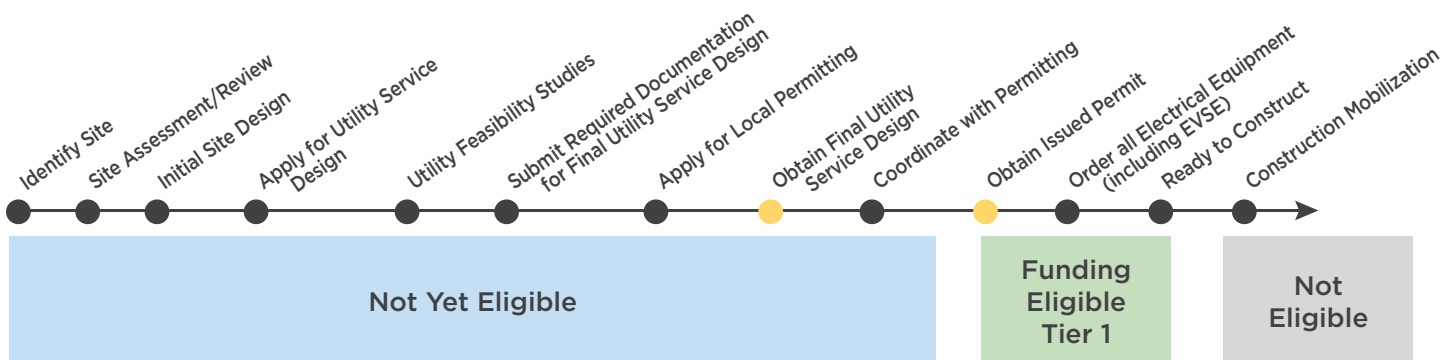 Identify Site
Site Assessment/Review
Initial Site Design
Apply for Utility Service
Design
Utility Feasibility Studies
Submit Required Documentation
for Final Utility Service Design
Apply for Local Permitting
Obtain Final Utility
Service Design
Coordinate with Permitting
Obtain Issued Permit
Order all Electrical Equipment
(including EVSE)
Ready to Construct
Construction Mobilization
Not Yet Eligible
Funding
Eligible
Tier 1
Not
Eligible